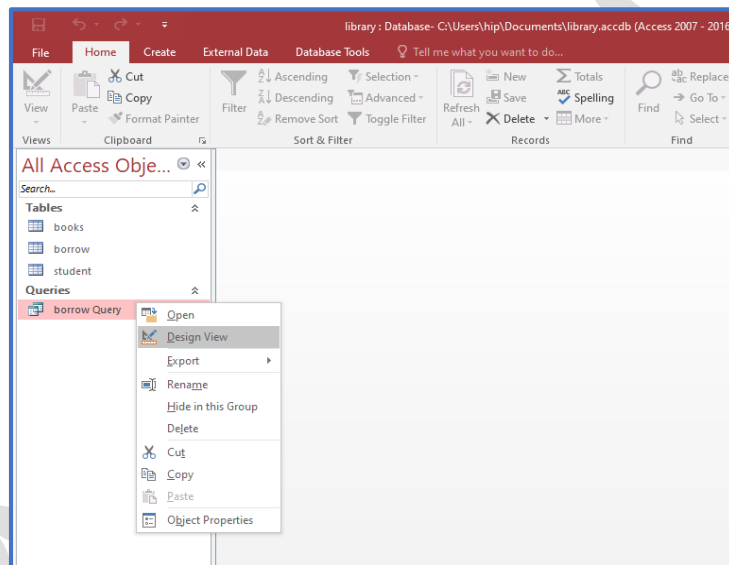 library : Database- C:\Users\hip\Documents\library.accdb (Access 2007 - 2016
File Home Create External Data Database Tools Tell me what you want to do...
View
Paste
Cut
Copy
Format Painter
Filter
Ascending
Descending
Remove Sort
Selection
Advanced
Toggle Filter
Refresh
All
New
Save
Delete
Totals
Spelling
More
Find
Replace
Go To
Select
Views Clipboard Sort & Filter Records Find
All Access Obje...
Search...
Tables
books
borrow
student
Queries
borrow Query
Open
Design View
Export
Rename
Hide in this Group
Delete
Cut
Copy
Paste
Object Properties